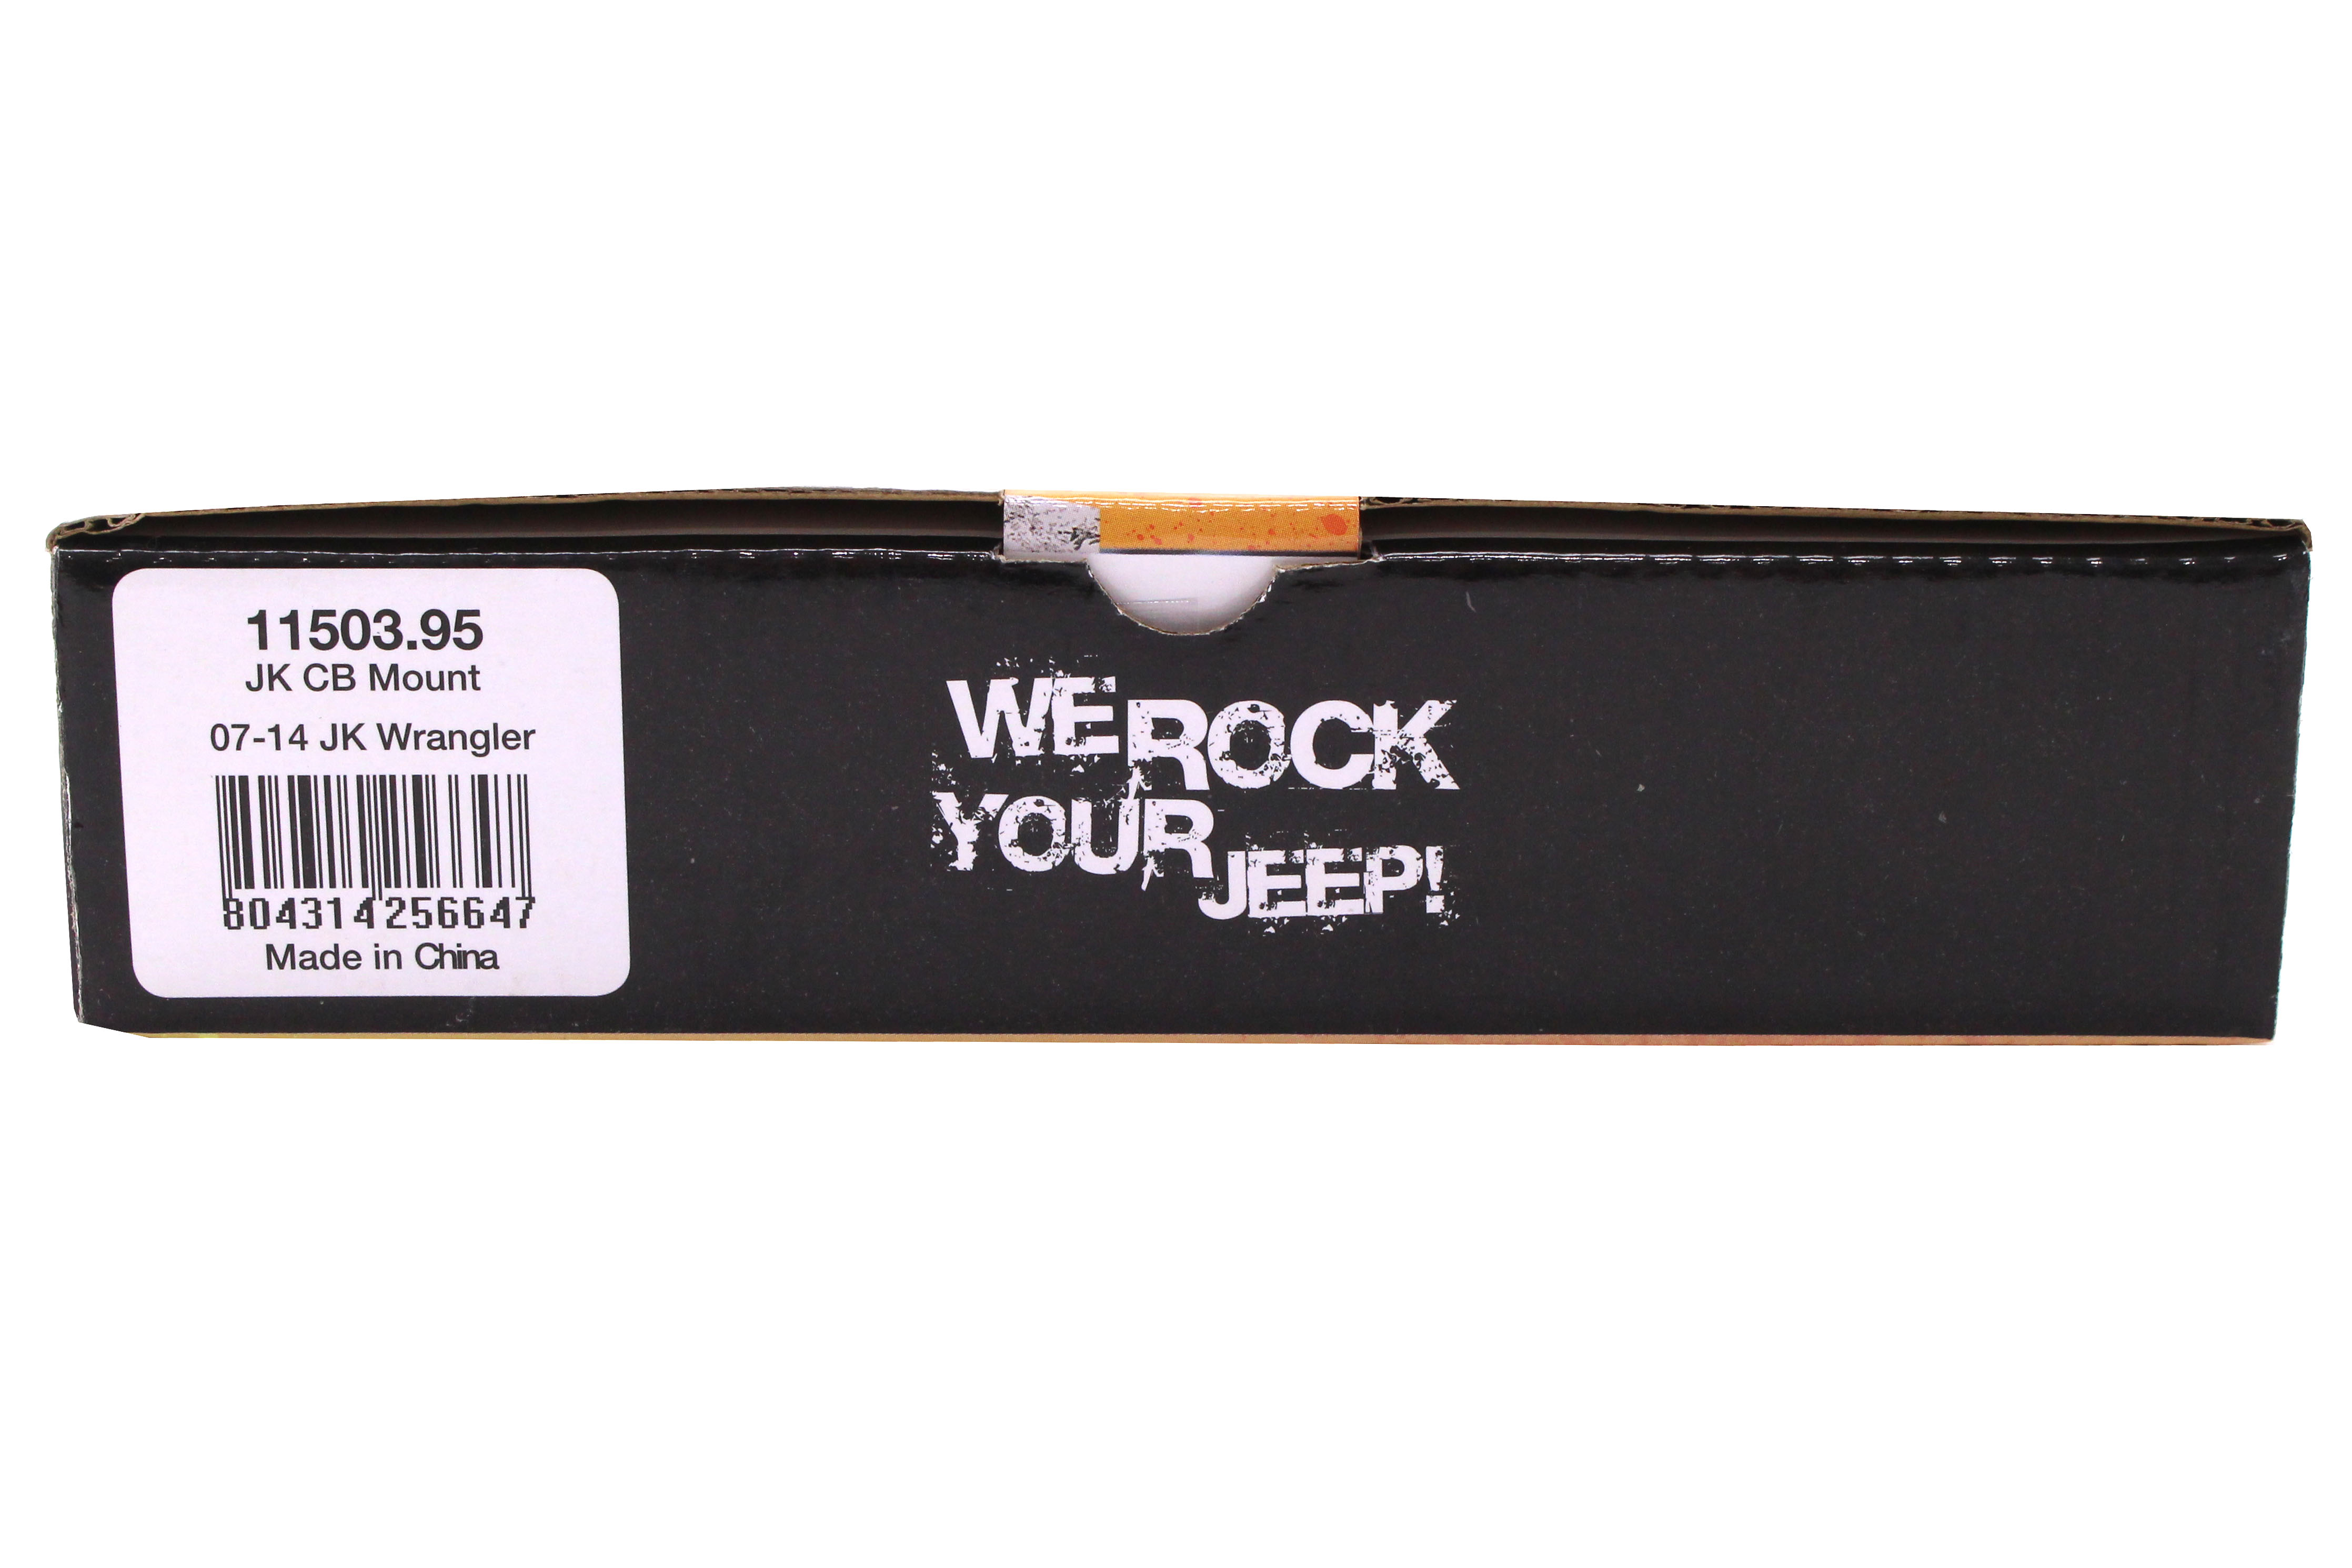 11503.95
JK CB Mount
07-14 JK Wrangler
804314256647
Made in China
WE ROCK
YOUR JEEP!